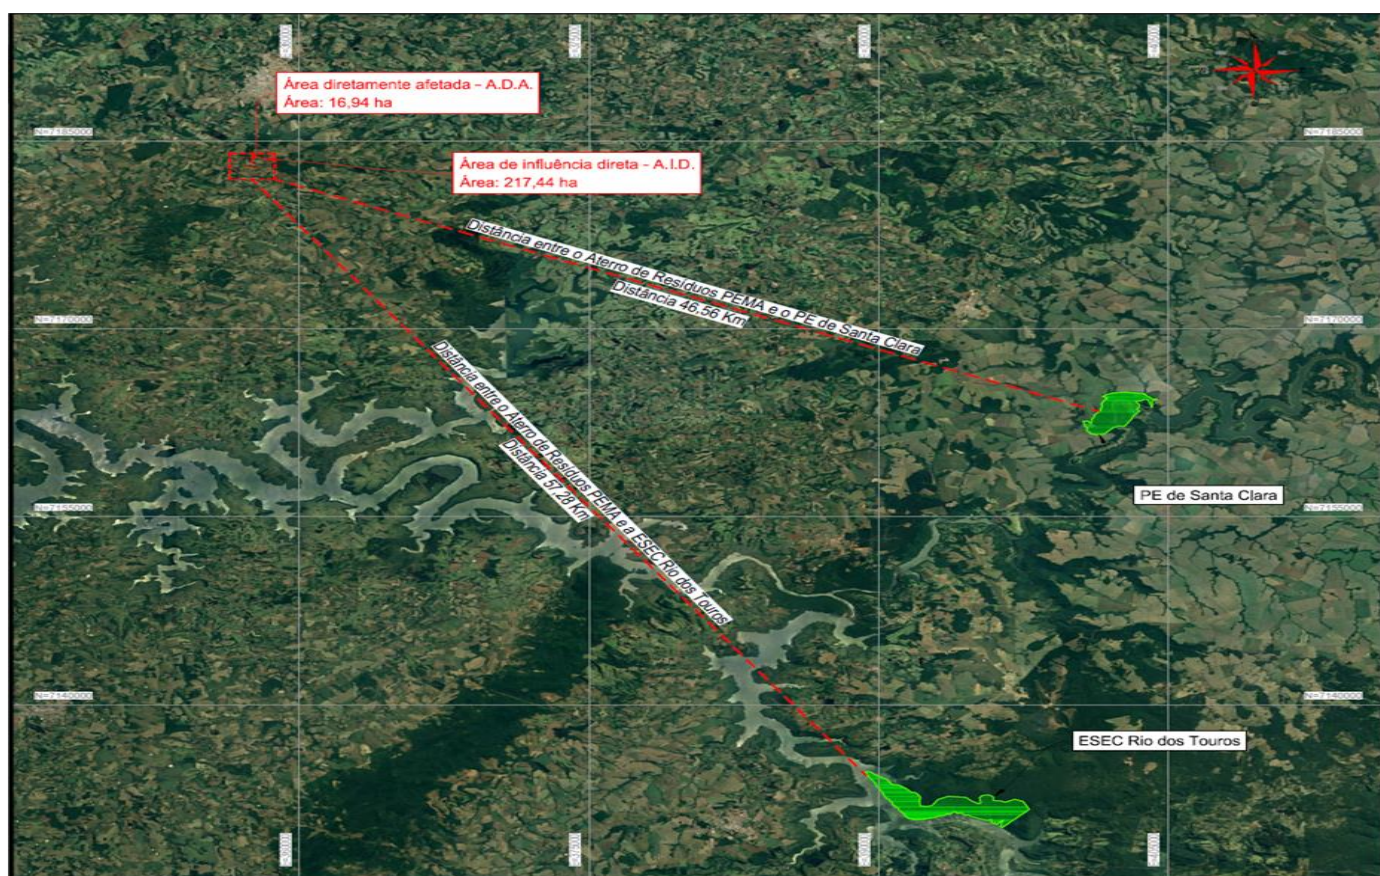 Área diretamente afetada - A.D.A.
Área: 16,94 ha
N=7185000
N=7185000
Área de influência direta - A.I.D.
Área: 217,44 ha
Distância entre o Aterro de Resíduos PEMA e o PE de Santa Clara
Distância 46,56 Km
N=7170000
N=7170000
Distância entre o Aterro de Resíduos PEMA e a ESEC Rio dos Touros
Distância 57,28 Km
PE de Santa Clara
N=7155000
N=7155000
N=7140000
N=7140000
ESEC Rio dos Touros